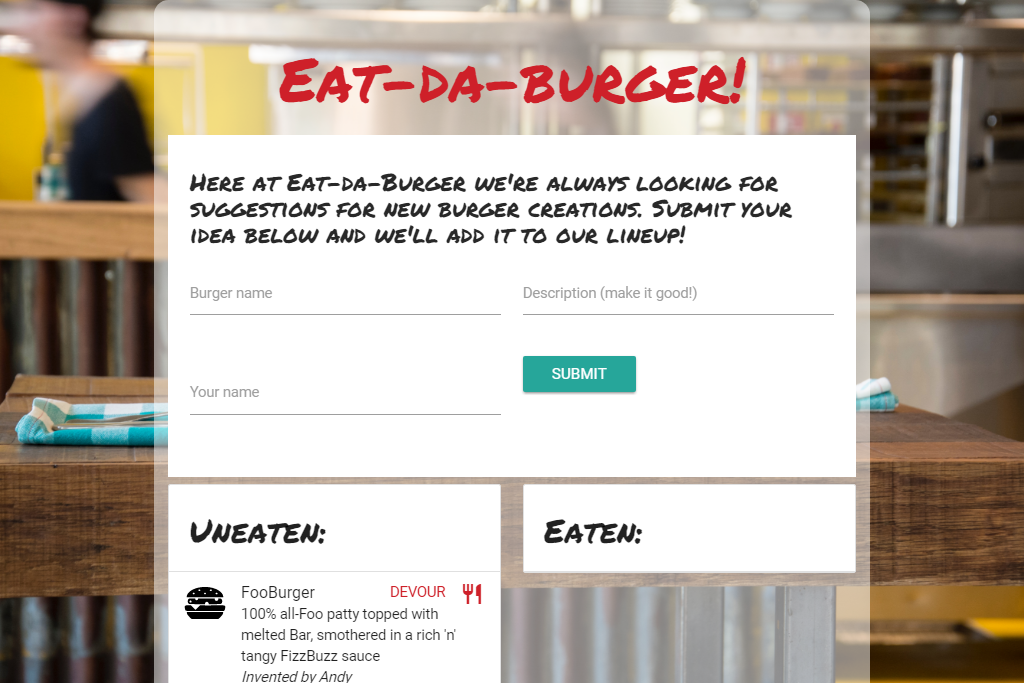 Eat-da-burger!
Here at Eat-da-Burger we're always looking for
suggestions for new burger creations. Submit your
idea below and we'll add it to our lineup!
Burger name
Description (make it good!)
Your name
SUBMIT
Uneaten:
Eaten:
FooBurger
DEVOUR
100% all-Foo patty topped with
melted Bar, smothered in a rich 'n'
tangy FizzBuzz sauce
Invented by Andy